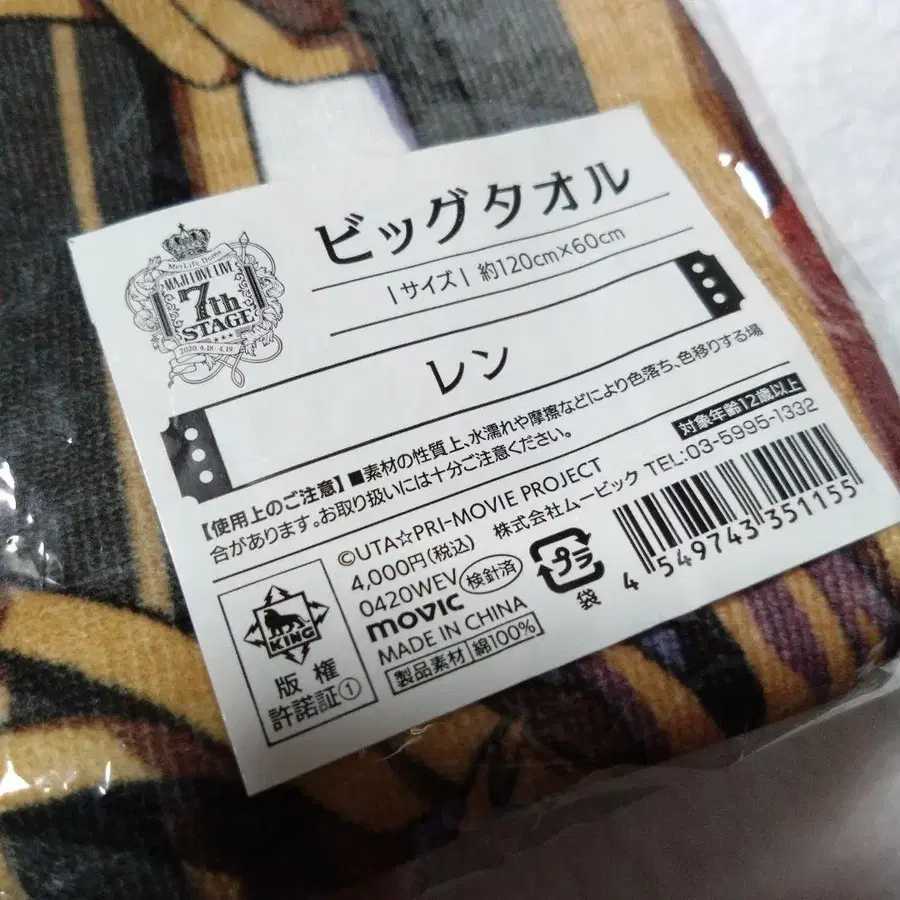 MetLife Dome
MAJI LOVE LIVE
7th
STAGE
2020.4.18-4.19
ビッグタオル
|サイズ| 約120cm×60cm
レン
【使用上のご注意】■素材の性質上、水濡れや摩擦などにより色落ち、色移りする場
合があります。お取り扱いには十分ご注意ください。
対象年齢12歳以上
©UTA☆PRI-MOVIE PROJECT
株式会社ムービック TEL:03-5995-1332
4,000円(税込)
0420WEV 検針済
movic
MADE IN CHINA
製品素材 綿100%
プラ
袋
4 549743 351155
KING
版権
許諾証①